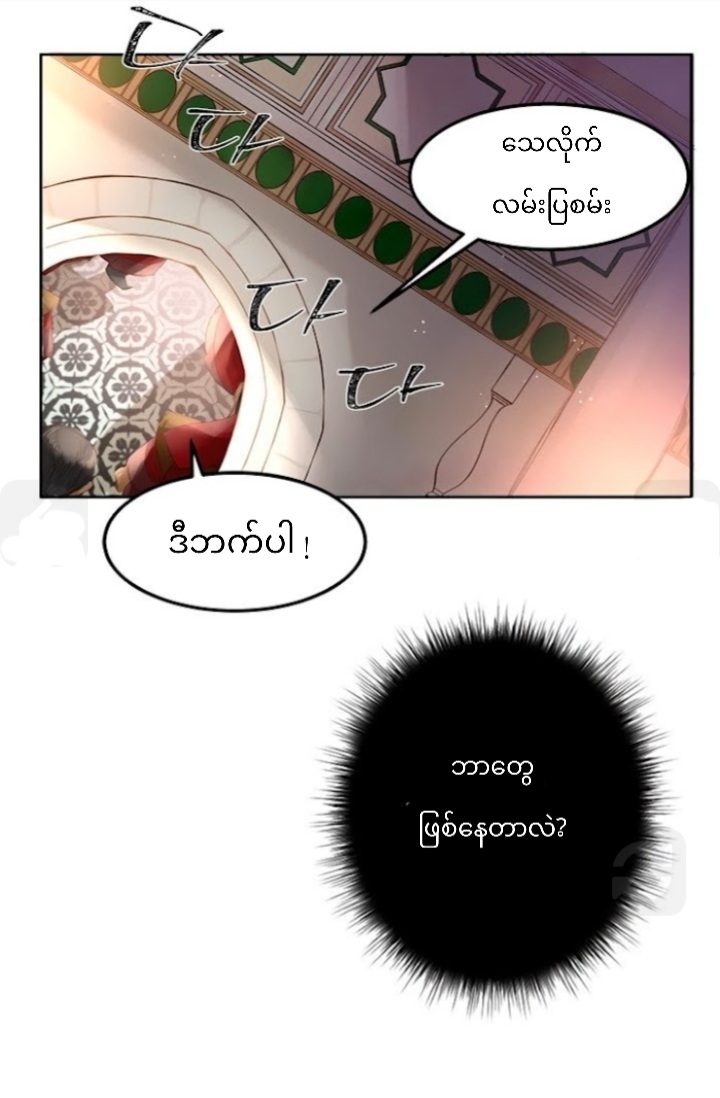 다
다
သေလိုက်
လမ်းပြစမ်း
다
다
ဒီဘက်ပါ !
ဘာတွေ
ဖြစ်နေတာလဲ?